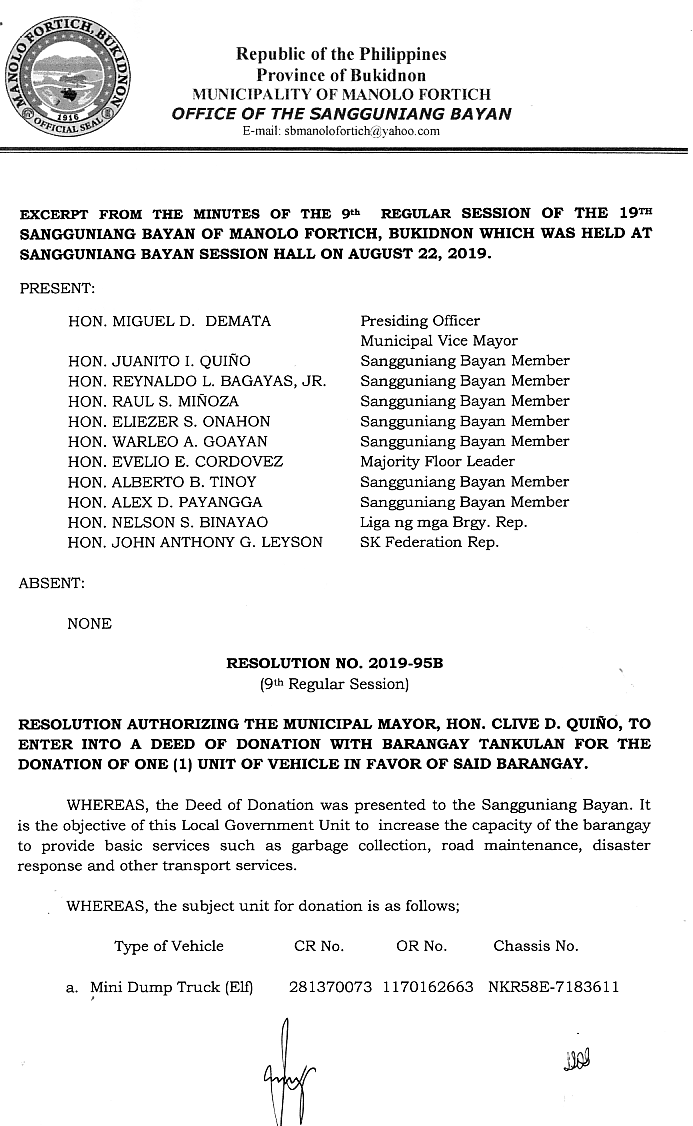 MANOLO FORTICH, BUKIDNON
1916
OFFICIAL SEAL
Republic of the Philippines
Province of Bukidnon
MUNICIPALITY OF MANOLO FORTICH
OFFICE OF THE SANGGUNIANG BAYAN
E-mail: sbmanolofortich@yahoo.com
EXCERPT FROM THE MINUTES OF THE 9th REGULAR SESSION OF THE 19TH
SANGGUNIANG BAYAN OF MANOLO FORTICH, BUKIDNON WHICH WAS HELD AT
SANGGUNIANG BAYAN SESSION HALL ON AUGUST 22, 2019.
PRESENT:
HON. MIGUEL D. DEMATA Presiding Officer
Municipal Vice Mayor
HON. JUANITO I. QUIÑO Sangguniang Bayan Member
HON. REYNALDO L. BAGAYAS, JR. Sangguniang Bayan Member
HON. RAUL S. MIÑOZA Sangguniang Bayan Member
HON. ELIEZER S. ONAHON Sangguniang Bayan Member
HON. WARLEO A. GOAYAN Sangguniang Bayan Member
HON. EVELIO E. CORDOVEZ Majority Floor Leader
HON. ALBERTO B. TINOY Sangguniang Bayan Member
HON. ALEX D. PAYANGGA Sangguniang Bayan Member
HON. NELSON S. BINAYAO Liga ng mga Brgy. Rep.
HON. JOHN ANTHONY G. LEYSON SK Federation Rep.
ABSENT:
NONE
RESOLUTION NO. 2019-95B
(9th Regular Session)
RESOLUTION AUTHORIZING THE MUNICIPAL MAYOR, HON. CLIVE D. QUIÑO, TO
ENTER INTO A DEED OF DONATION WITH BARANGAY TANKULAN FOR THE
DONATION OF ONE (1) UNIT OF VEHICLE IN FAVOR OF SAID BARANGAY.
WHEREAS, the Deed of Donation was presented to the Sangguniang Bayan. It
is the objective of this Local Government Unit to increase the capacity of the barangay
to provide basic services such as garbage collection, road maintenance, disaster
response and other transport services.
WHEREAS, the subject unit for donation is as follows;
Type of Vehicle CR No. OR No. Chassis No.
a. Mini Dump Truck (Elf) 281370073 1170162663 NKR58E-7183611